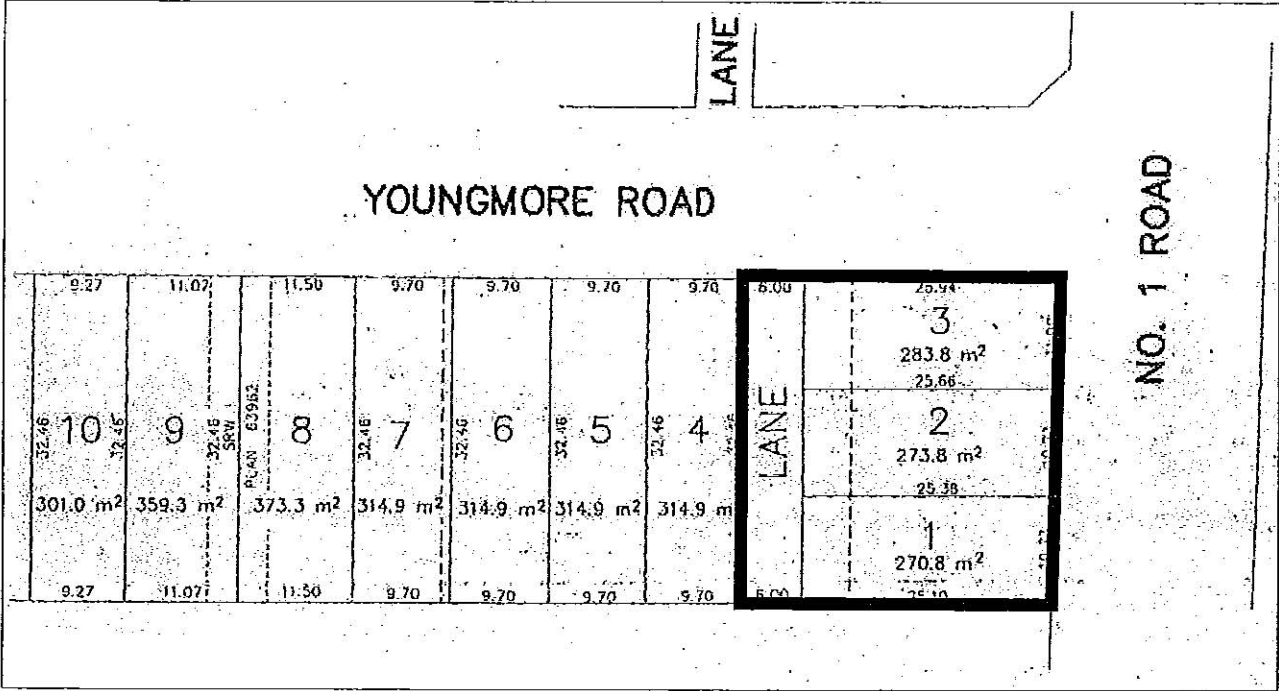 LANE
YOUNGMORE ROAD
NO. 1 ROAD
9.27 11.07 11.50 9.70 9.70 9.70 9.70 6.00 25.94
3
283.8 m²
25.66
32.46 10 32.46 9 32.46 SRW PLAN 63962 8 32.46 7 32.46 6 32.46 5 32.46 4 LANE 2
273.8 m²
25.38
301.0 m² 359.3 m² 373.3 m² 314.9 m² 314.9 m² 314.9 m² 314.9 m
1
270.8 m²
9.27 11.07 11.50 9.70 9.70 9.70 9.70 6.00 25.10